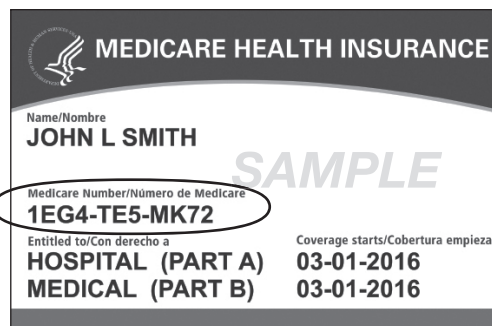 MEDICARE HEALTH INSURANCE
Name/Nombre
JOHN L SMITH
SAMPLE
Medicare Number/Número de Medicare
1EG4-TE5-MK72
Entitled to/Con derecho a Coverage starts/Cobertura empieza
HOSPITAL (PART A) 03-01-2016
MEDICAL (PART B) 03-01-2016